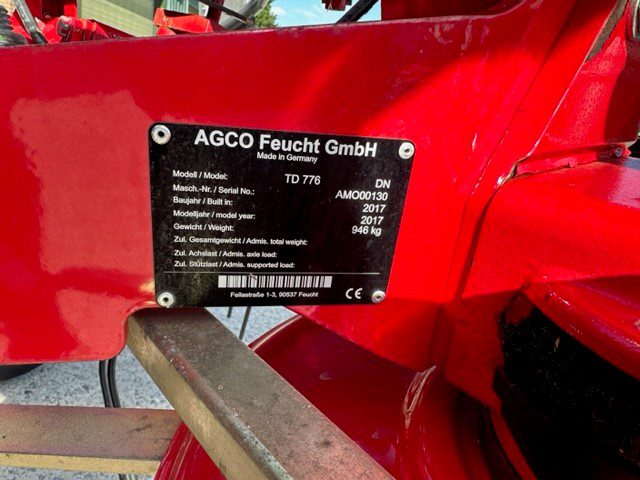 AGCO Feucht GmbH
Made in Germany
Modell / Model: TD 776 DN
Masch.-Nr. / Serial No.: AMO00130
Baujahr / Built in: 2017
Modelljahr / model year: 2017
Gewicht / Weight: 946 kg
Zul. Gesamtgewicht / Admis. total weight:
Zul. Achslast / Admis. axle load:
Zul. Stützlast / Admis. supported load:
Fellastraße 1-3, 90537 Feucht CE